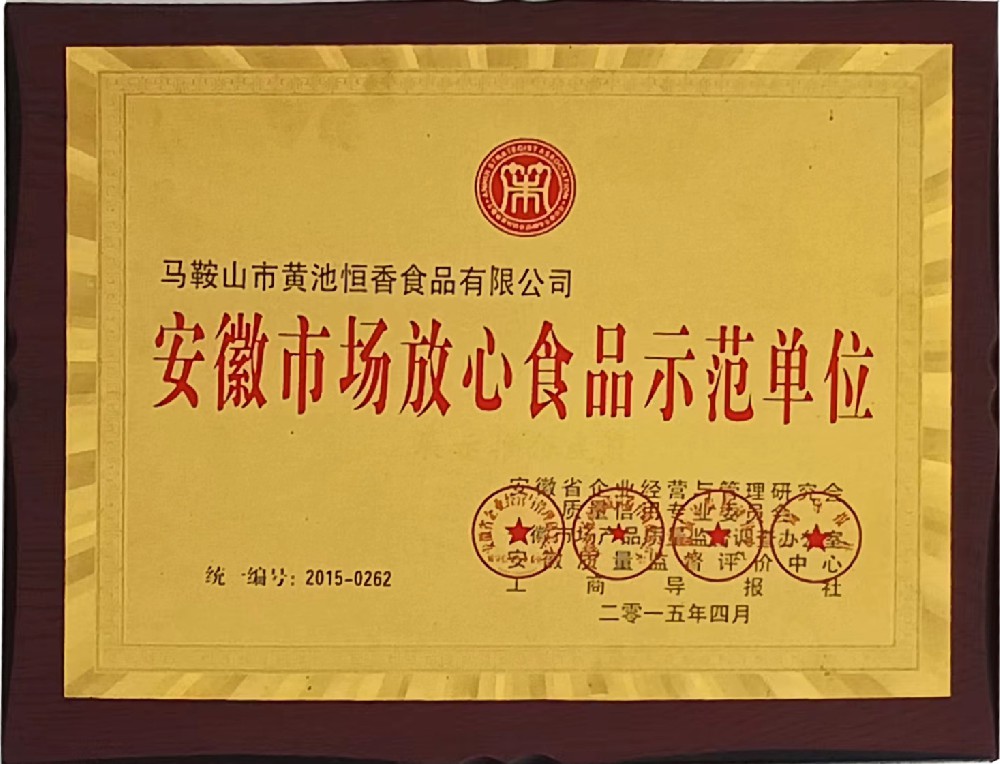 ANHUI STRATEGIST ASSOCIATION
马鞍山市黄池恒香食品有限公司
安徽市场放心食品示范单位
安徽省企业经营与管理研究会
质量信用专业委员会
安徽市场产品质量监督调查办公室
安徽质量监督评价中心
工商导报社
统一编号：2015-0262
二零一五年四月